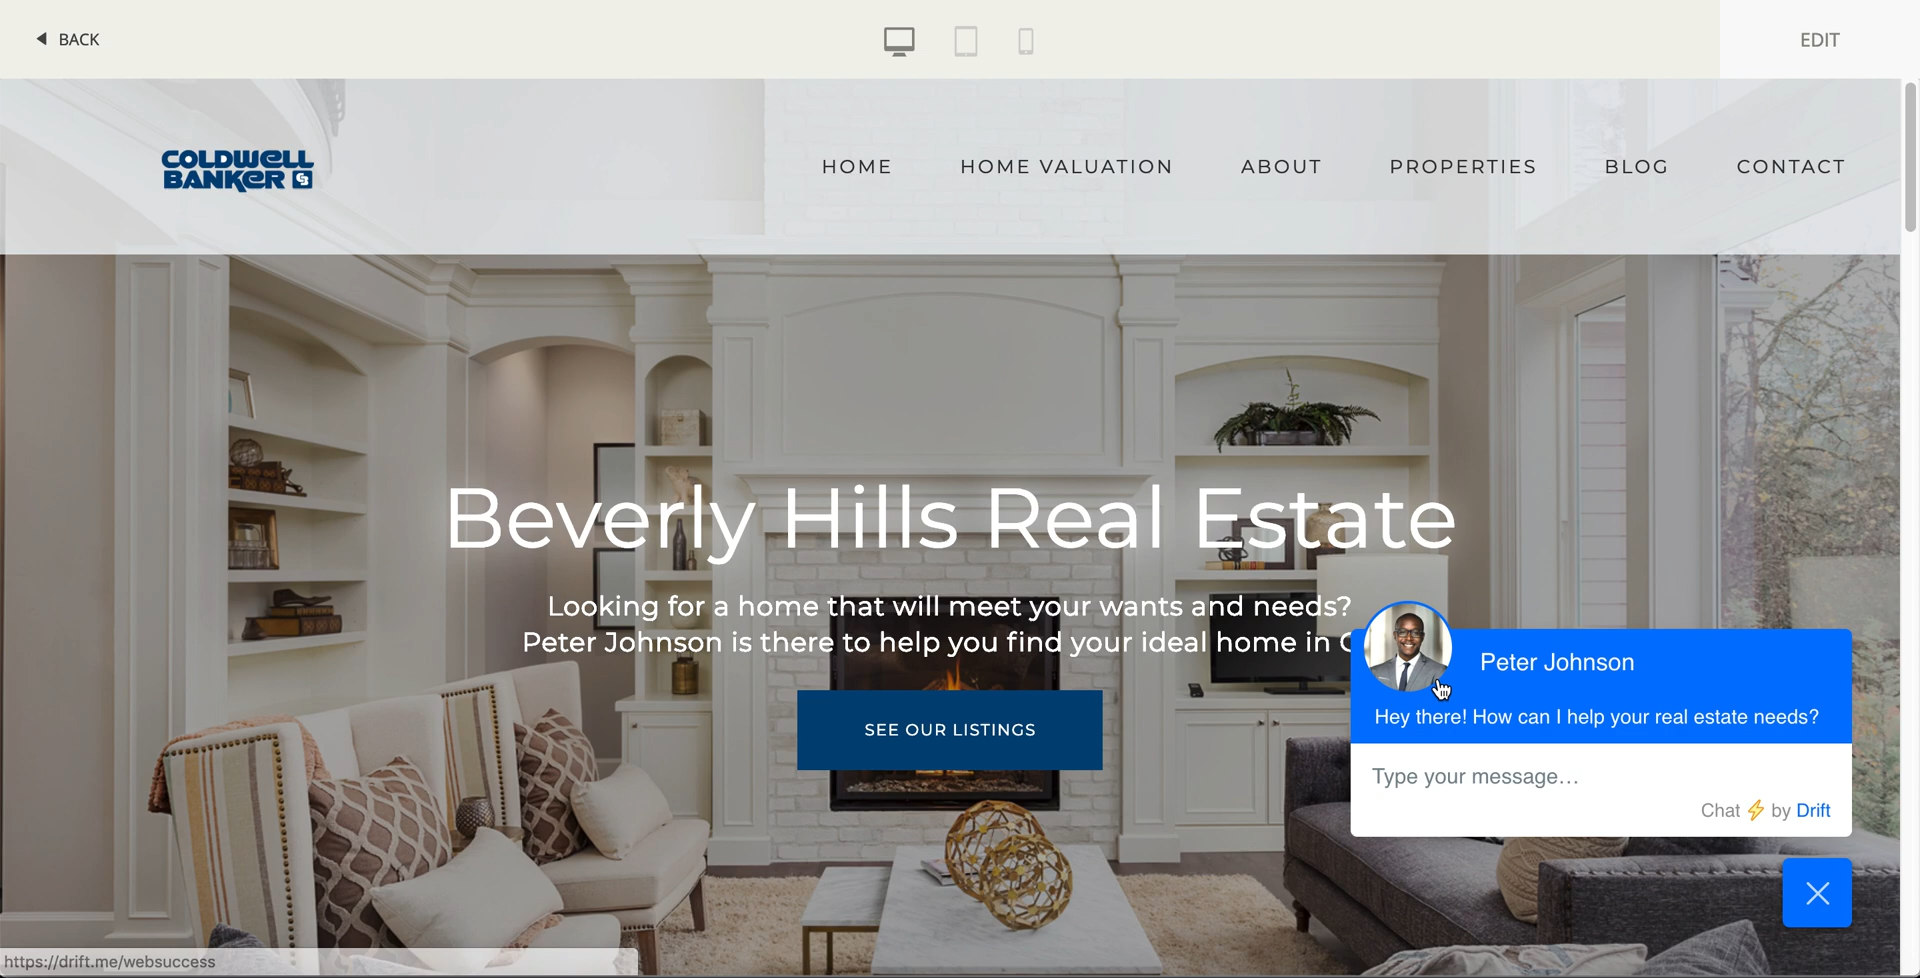 BACK
EDIT
COLDWELL
BANKER CB
HOME
HOME VALUATION
ABOUT
PROPERTIES
BLOG
CONTACT
Beverly Hills Real Estate
Looking for a home that will meet your wants and needs?
Peter Johnson is there to help you find your ideal home in
SEE OUR LISTINGS
Peter Johnson
Hey there! How can I help your real estate needs?
Type your message...
Chat ⚡ by Drift
https://drift.me/websuccess